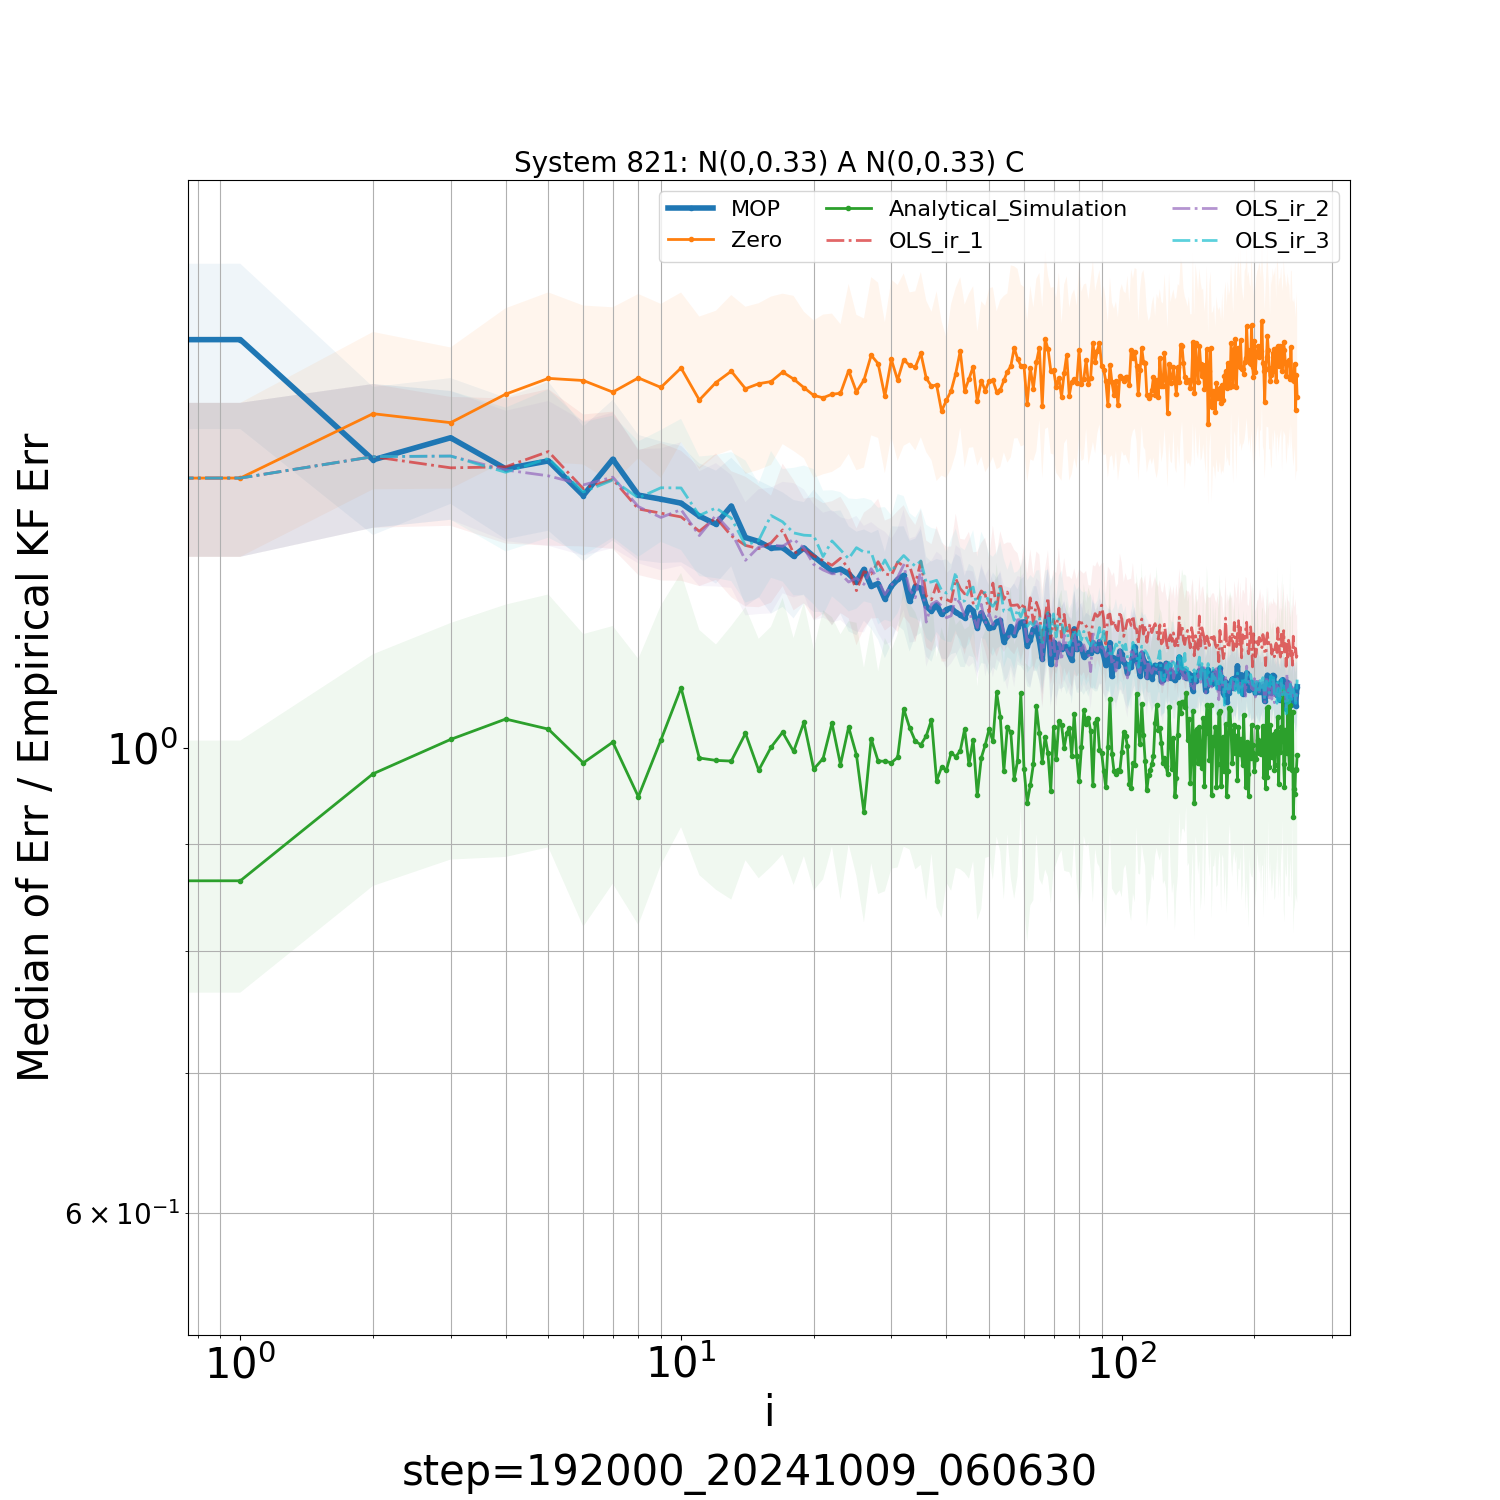 System 821: N(0,0.33) A N(0,0.33) C
MOP
Zero
Analytical_Simulation
OLS_ir_1
OLS_ir_2
OLS_ir_3
Median of Err / Empirical KF Err
10⁰
6 × 10⁻¹
10⁰ 10¹ 10²
i
step=192000_20241009_060630